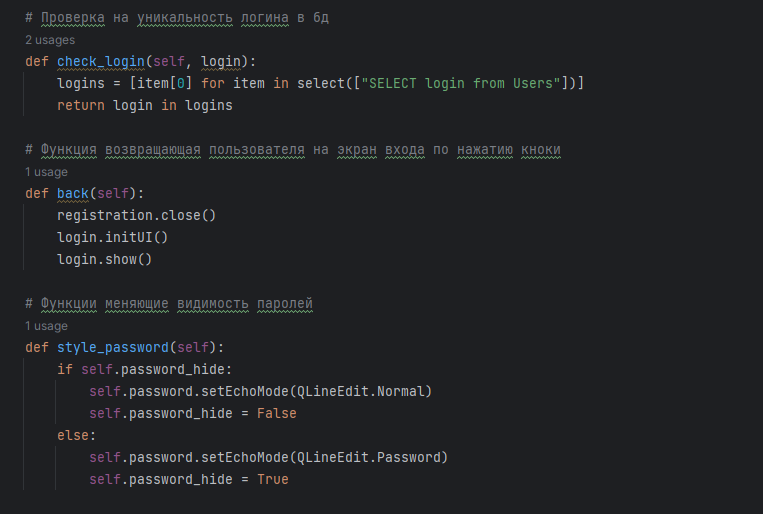 # Проверка на уникальность логина в бд
2 usages
def check_login(self, login):
    logins = [item[0] for item in select(["SELECT login from Users"])]
    return login in logins
# Функция возвращающая пользователя на экран входа по нажатию кноки
1 usage
def back(self):
    registration.close()
    login.initUI()
    login.show()
# Функции меняющие видимость паролей
1 usage
def style_password(self):
    if self.password_hide:
        self.password.setEchoMode(QLineEdit.Normal)
        self.password_hide = False
    else:
        self.password.setEchoMode(QLineEdit.Password)
        self.password_hide = True